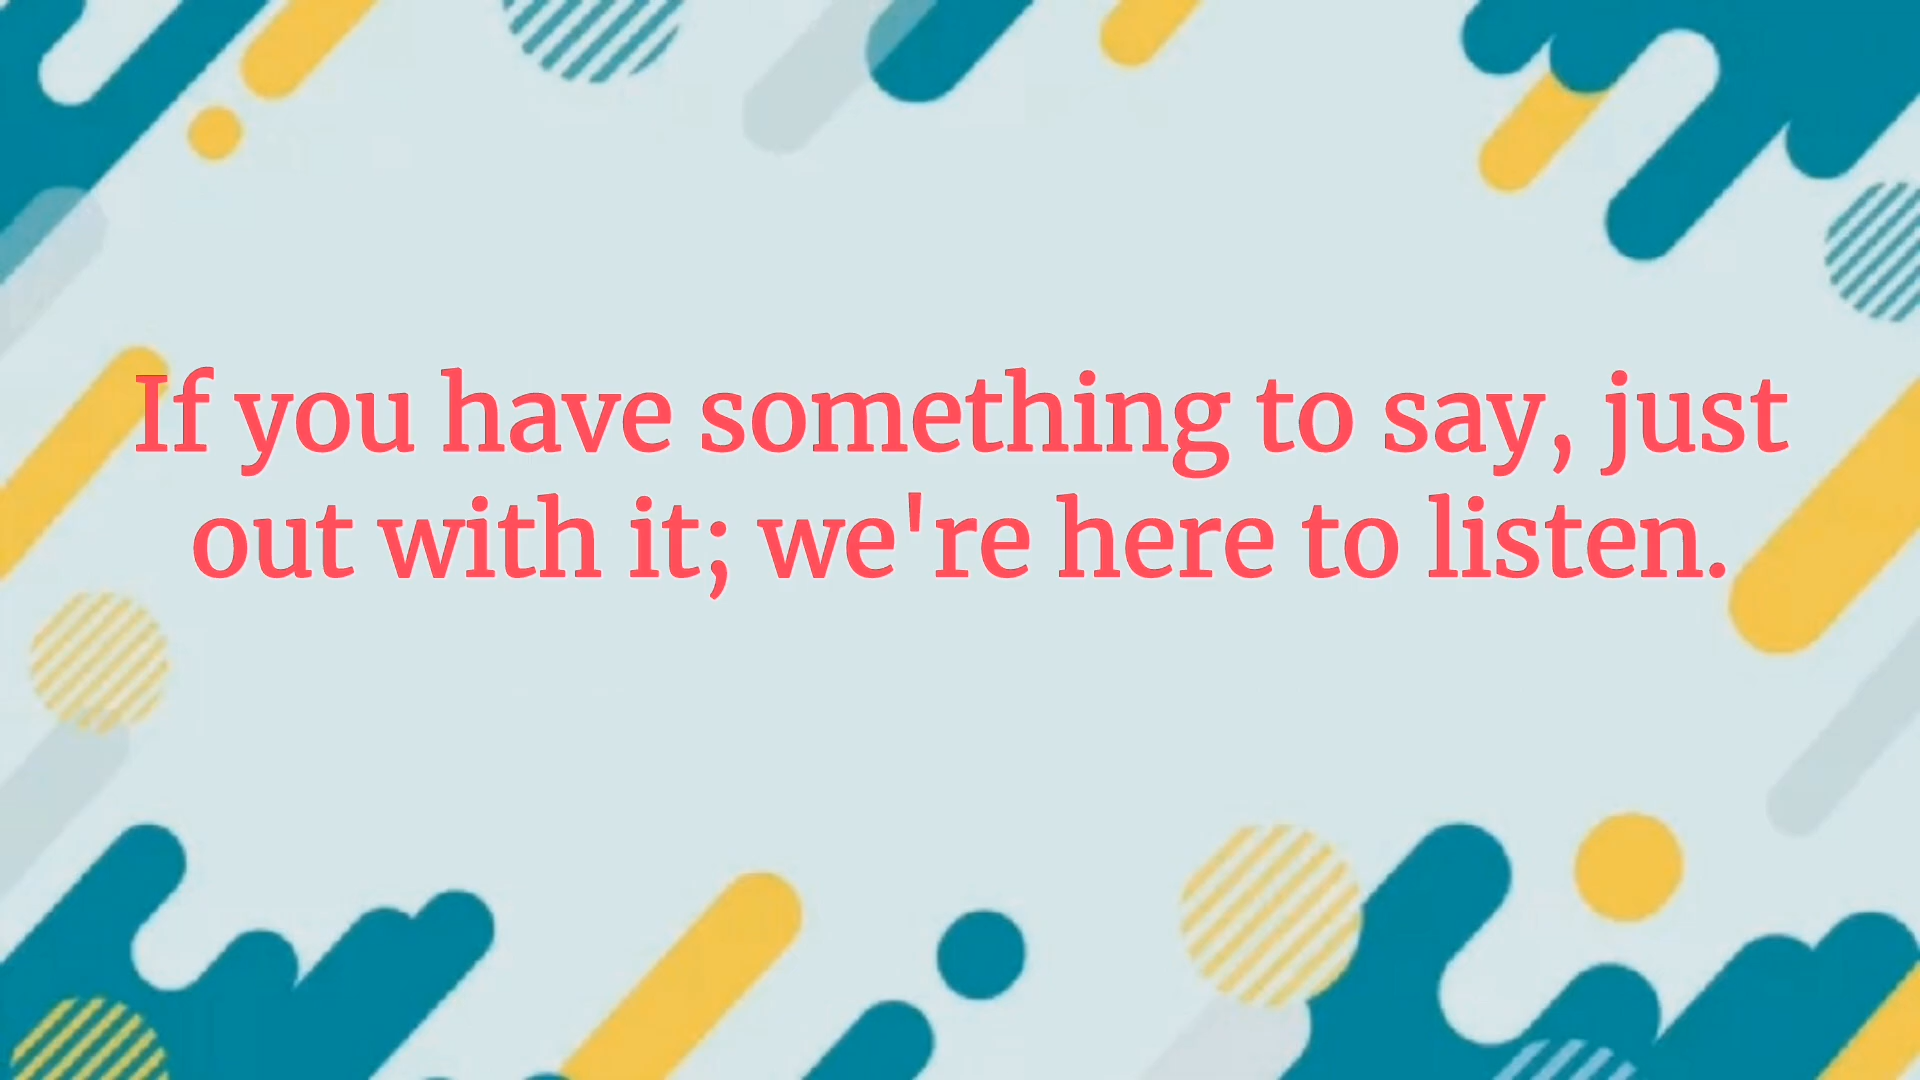 If you have something to say, just
out with it; we're here to listen.